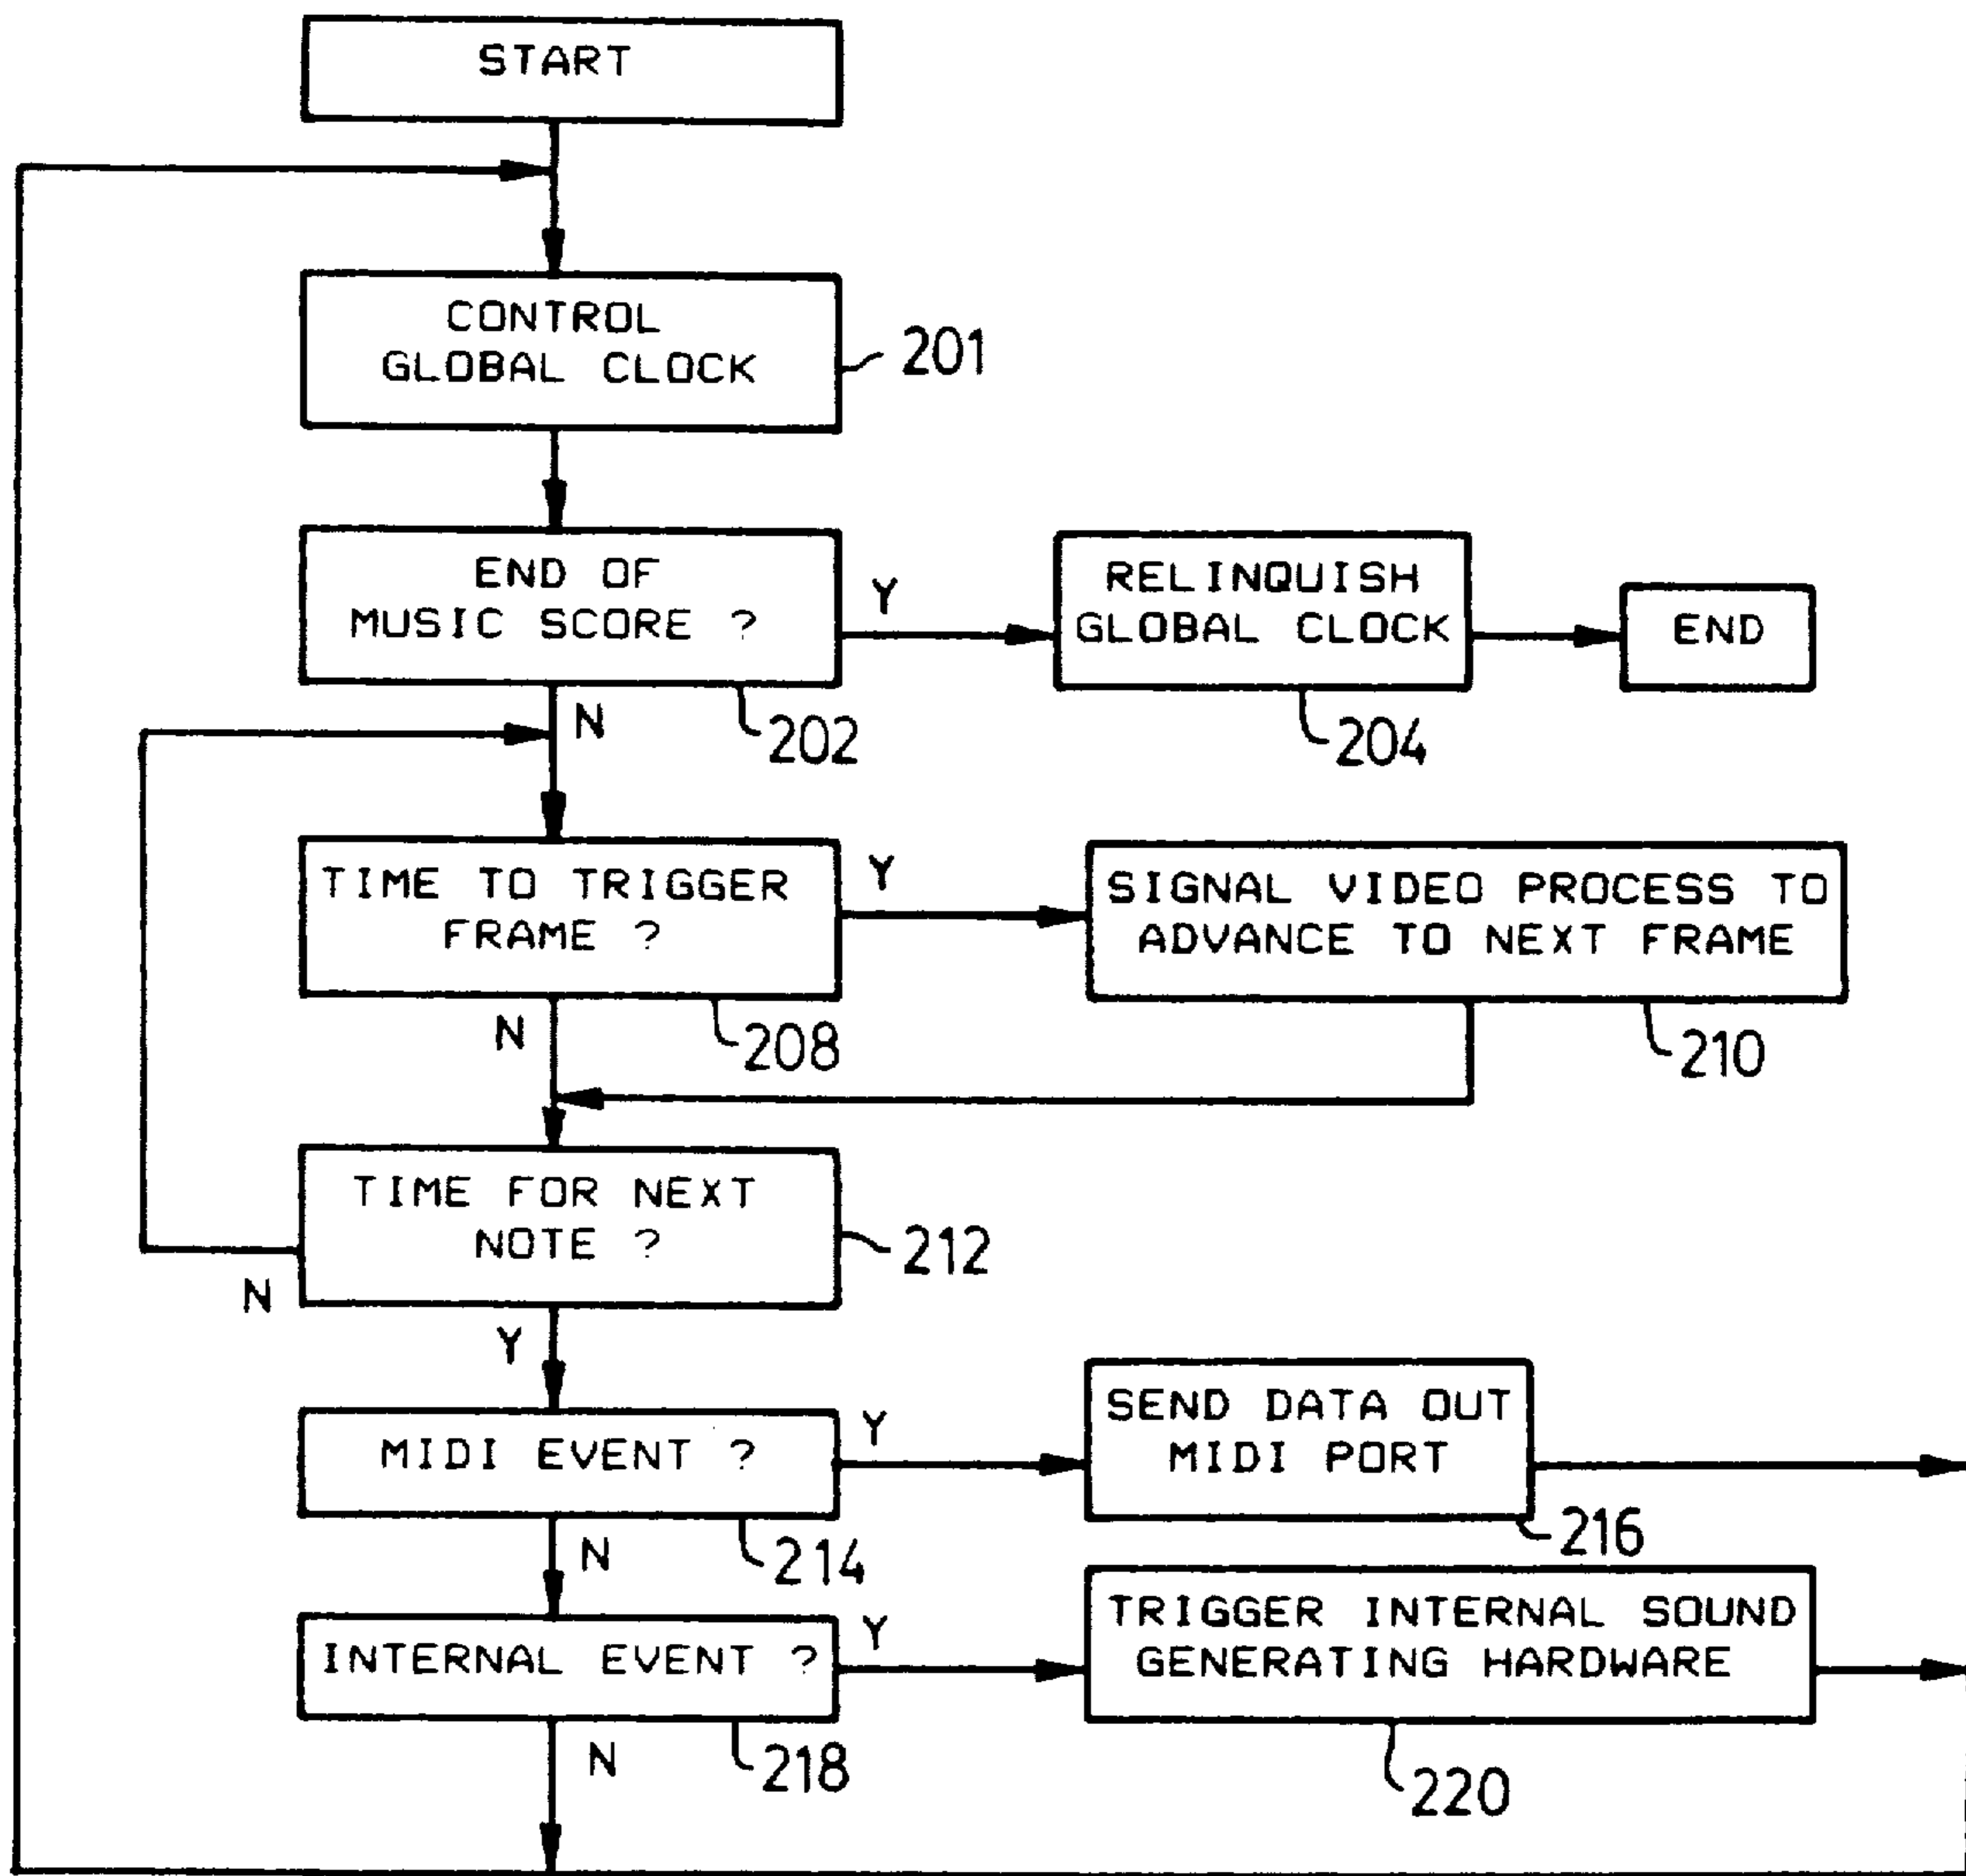 START
CONTROL
GLOBAL CLOCK
201
END OF
MUSIC SCORE ?
Y
N
202
RELINQUISH
GLOBAL CLOCK
204
END
TIME TO TRIGGER
FRAME ?
Y
N
208
SIGNAL VIDEO PROCESS TO
ADVANCE TO NEXT FRAME
210
TIME FOR NEXT
NOTE ?
212
N
Y
MIDI EVENT ?
Y
N
214
SEND DATA OUT
MIDI PORT
216
INTERNAL EVENT ?
Y
N
218
TRIGGER INTERNAL SOUND
GENERATING HARDWARE
220